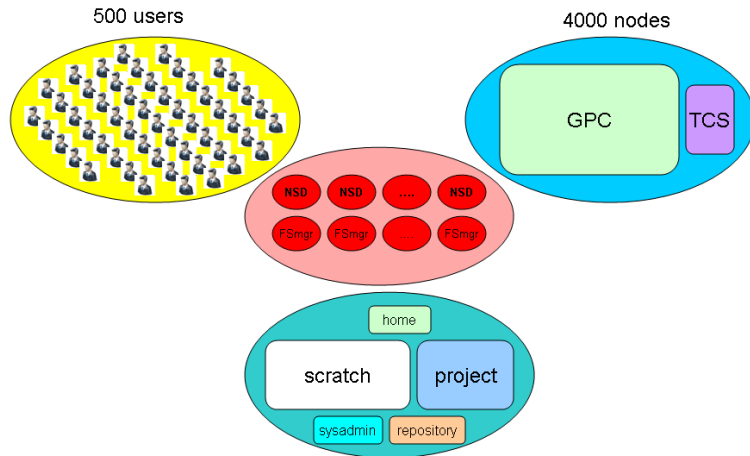 500 users
4000 nodes
GPC
TCS
NSD
NSD
....
NSD
FSmgr
FSmgr
....
FSmgr
home
scratch
project
sysadmin
repository